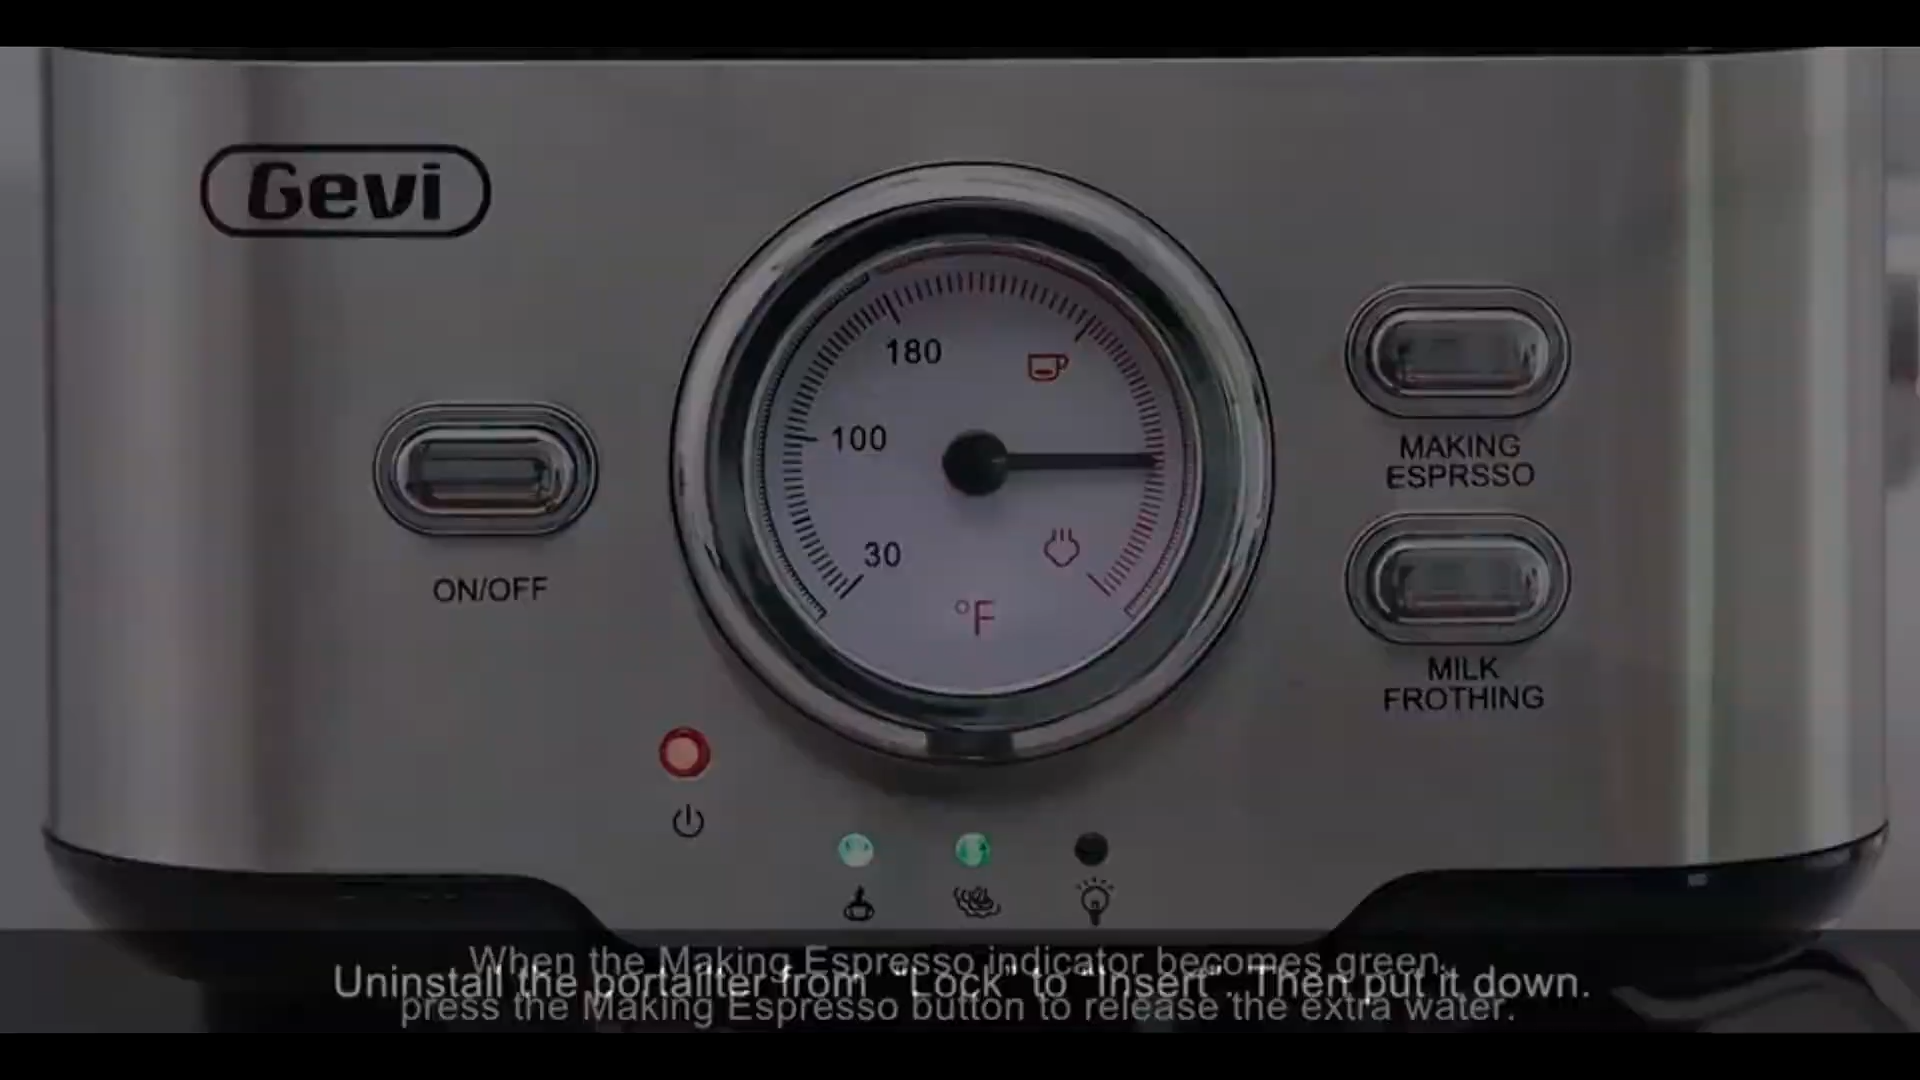 Gevi
180
100
30
°F
ON/OFF
MAKING
ESPRSSO
MILK
FROTHING
When the Making Espresso indicator becomes green,
Uninstall the portailter from "Lock" to "Insert". Then put it down.
press the Making Espresso button to release the extra water.